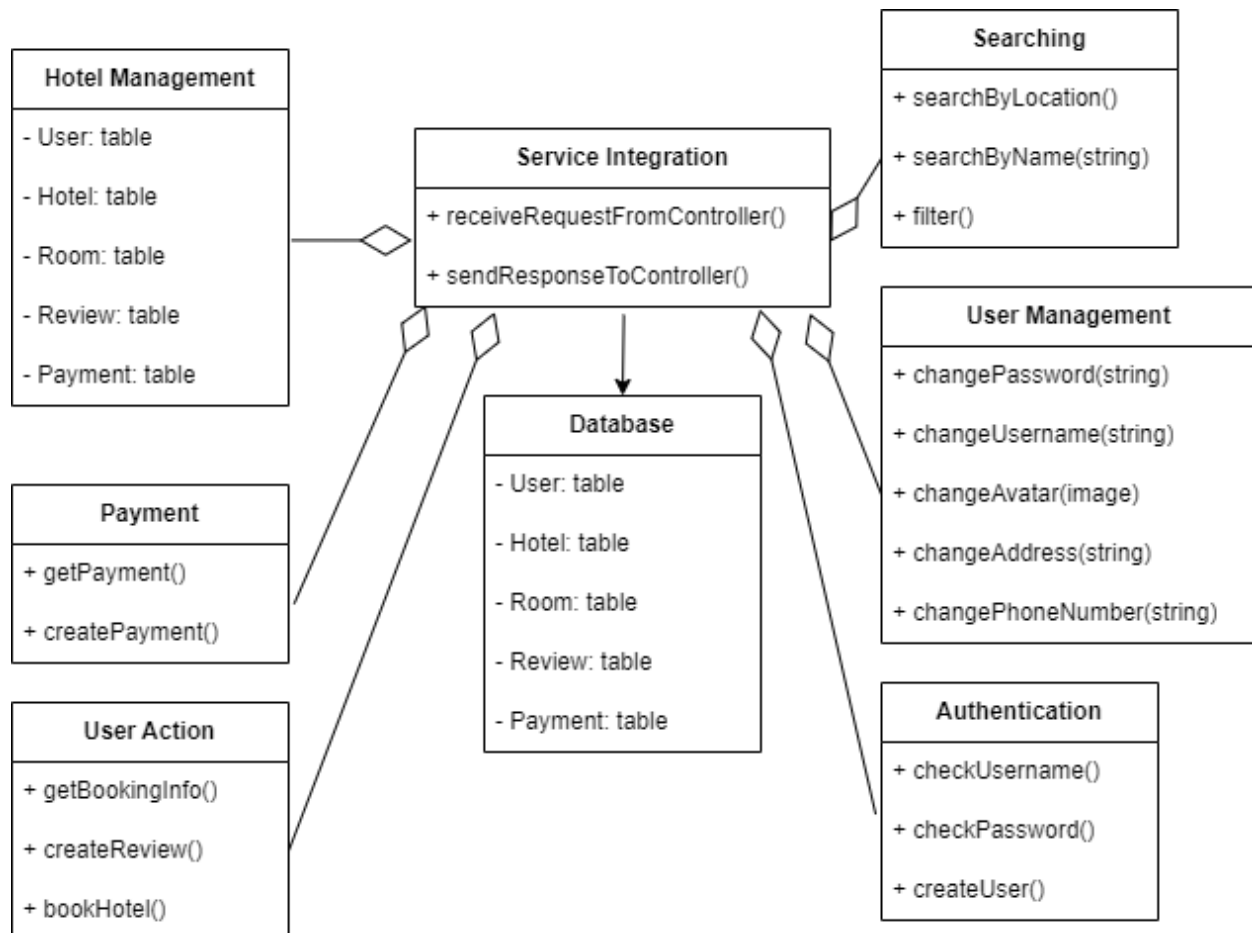 Hotel Management
- User: table
- Hotel: table
- Room: table
- Review: table
- Payment: table
Payment
+ getPayment()
+ createPayment()
User Action
+ getBookingInfo()
+ createReview()
+ bookHotel()
Service Integration
+ receiveRequestFromController()
+ sendResponseToController()
Database
- User: table
- Hotel: table
- Room: table
- Review: table
- Payment: table
Searching
+ searchByLocation()
+ searchByName(string)
+ filter()
User Management
+ changePassword(string)
+ changeUsername(string)
+ changeAvatar(image)
+ changeAddress(string)
+ changePhoneNumber(string)
Authentication
+ checkUsername()
+ checkPassword()
+ createUser()